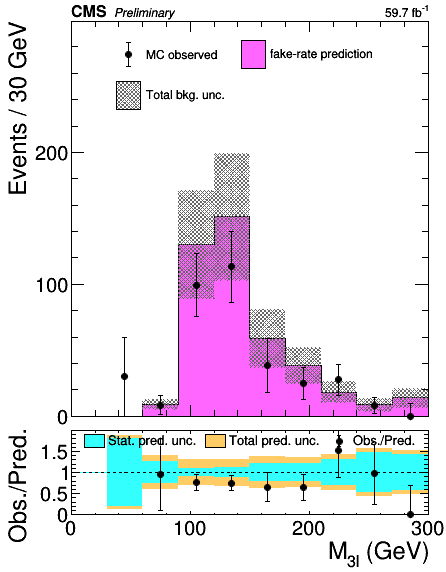 CMS Preliminary 59.7 fb⁻¹
Events / 30 GeV
MC observed
fake-rate prediction
Total bkg. unc.
200
100
0
Obs./Pred.
Stat. pred. unc.
Total pred. unc.
Obs./Pred.
1.5
1
0.5
0
0 100 200 300
M₃ₗ (GeV)